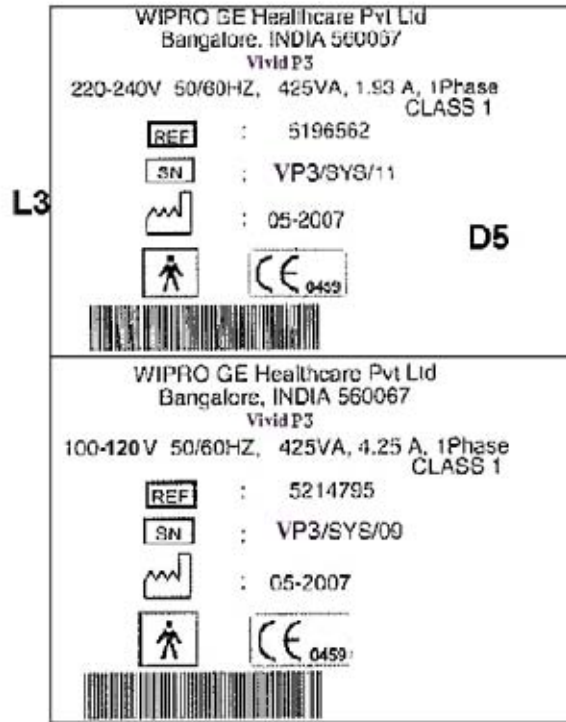 WIPRO GE Healthcare Pvt Ltd
Bangalore, INDIA 560067
Vivid P3
220-240V 50/60HZ, 425VA, 1.93 A, 1Phase
CLASS 1
REF : 5196562
SN : VP3/SYS/11
L3
: 05-2007
D5
CE 0459
WIPRO GE Healthcare Pvt Ltd
Bangalore, INDIA 560067
Vivid P3
100-120V 50/60HZ, 425VA, 4.25 A, 1Phase
CLASS 1
REF : 5214795
SN : VP3/SYS/09
: 05-2007
CE 0459